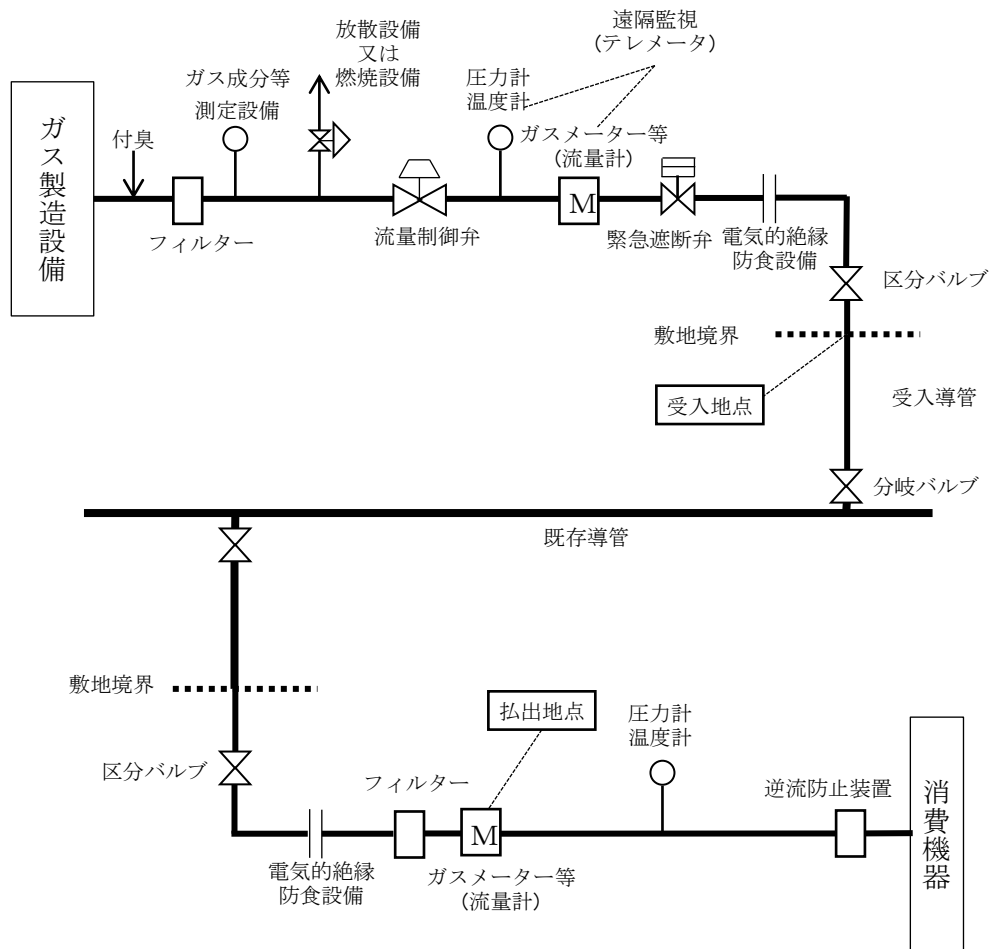 遠隔監視
(テレメータ)
放散設備
又は
燃焼設備
ガス成分等
測定設備
圧力計
温度計
ガスメーター等
(流量計)
ガス製造設備
付臭
M
フィルター
流量制御弁
緊急遮断弁
電気的絶縁
防食設備
区分バルブ
敷地境界
受入地点
受入導管
分岐バルブ
既存導管
敷地境界
払出地点
圧力計
温度計
区分バルブ
フィルター
逆流防止装置
消費機器
M
電気的絶縁
防食設備
ガスメーター等
(流量計)